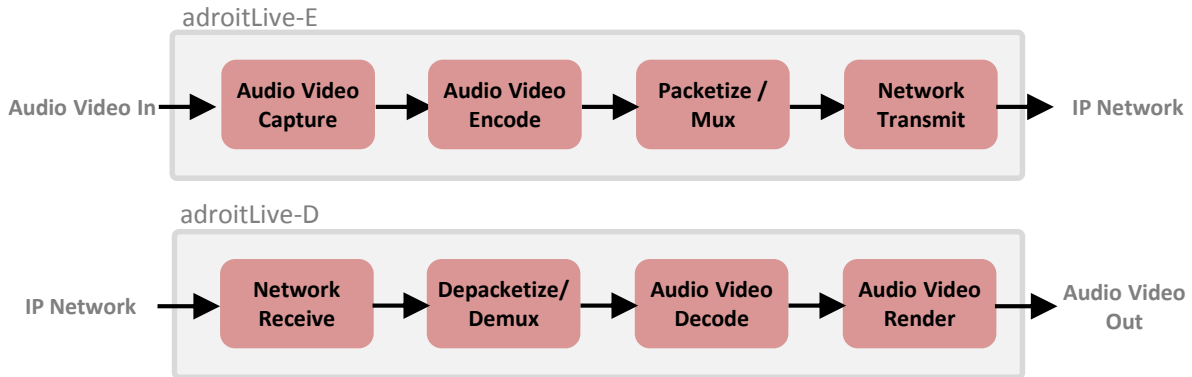 adroitLive-E
Audio Video In
Audio Video
Capture
Audio Video
Encode
Packetize /
Mux
Network
Transmit
IP Network
adroitLive-D
IP Network
Network
Receive
Depacketize/
Demux
Audio Video
Decode
Audio Video
Render
Audio Video
Out